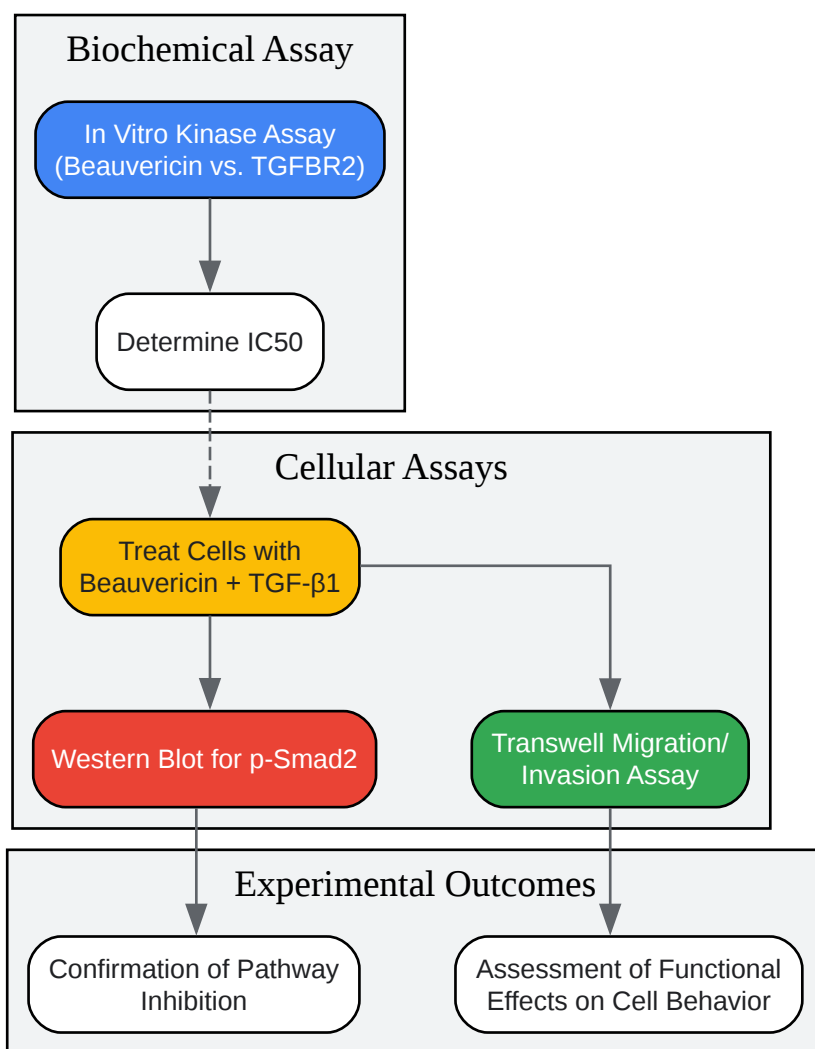 Biochemical Assay
In Vitro Kinase Assay
(Beauvericin vs. TGFBR2)
Determine IC50
Cellular Assays
Treat Cells with
Beauvericin + TGF-β1
Western Blot for p-Smad2
Transwell Migration/
Invasion Assay
Experimental Outcomes
Confirmation of Pathway
Inhibition
Assessment of Functional
Effects on Cell Behavior